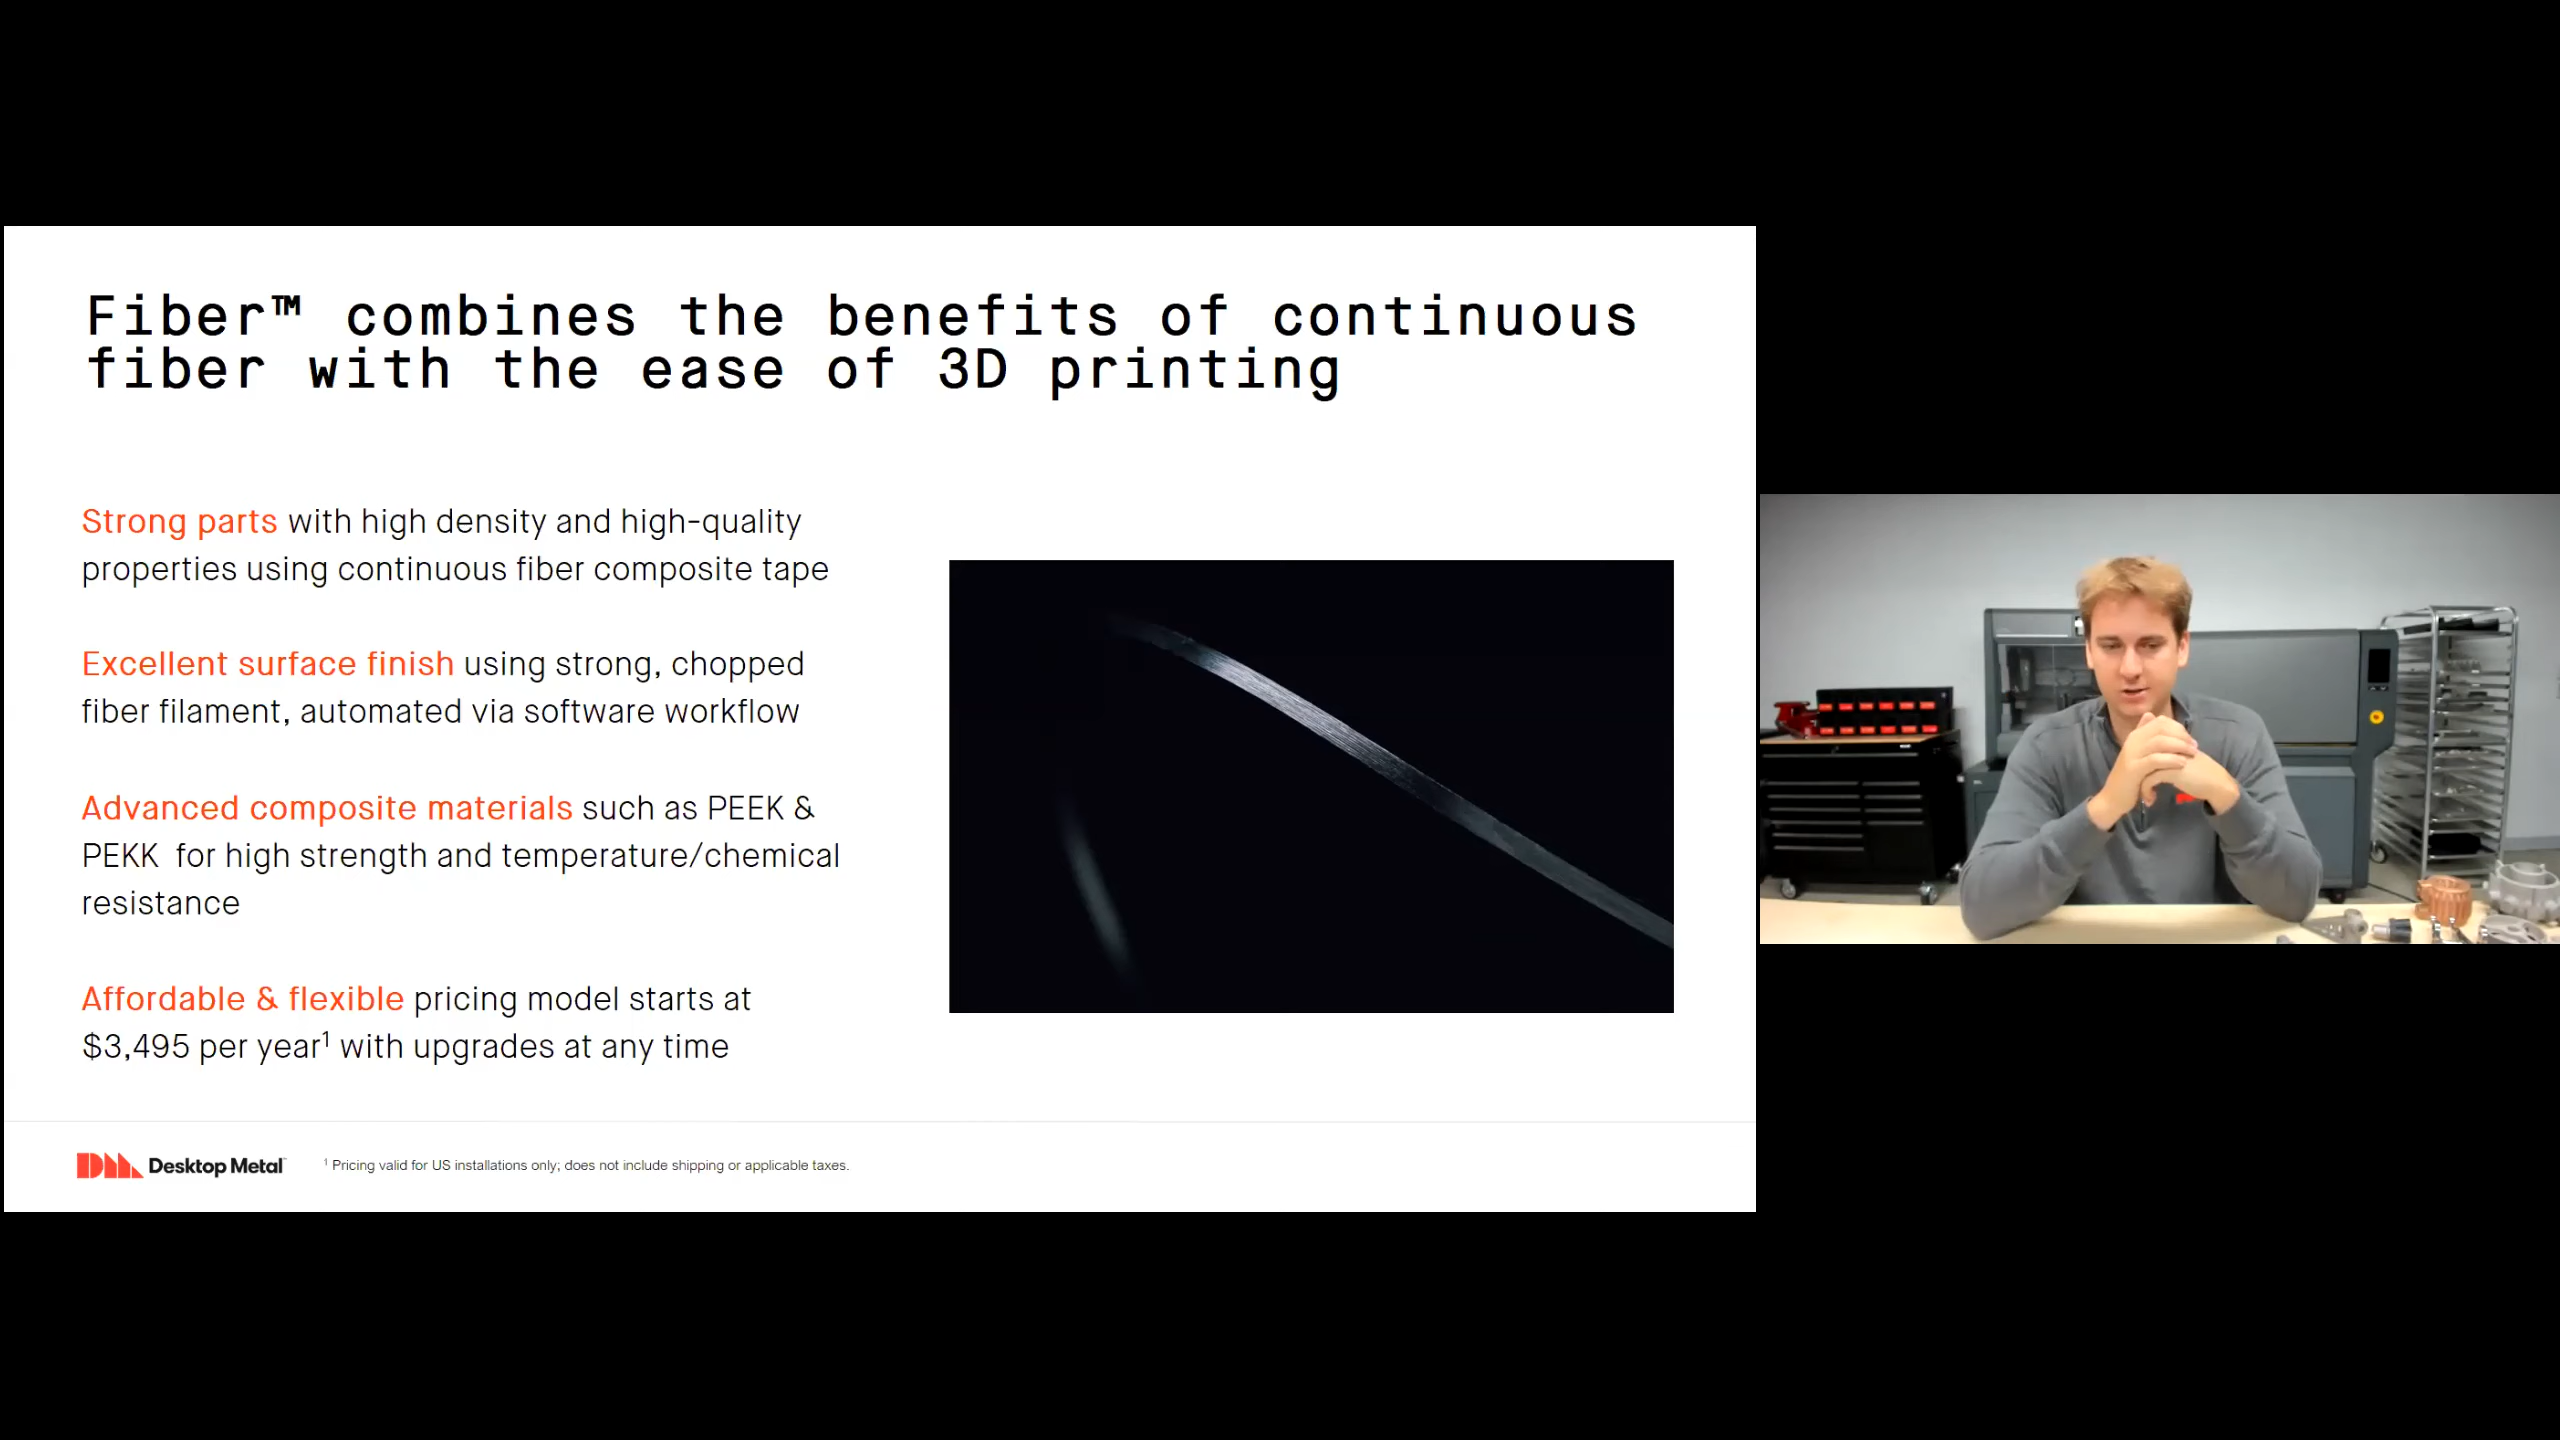 Fiber™ combines the benefits of continuous
fiber with the ease of 3D printing
Strong parts with high density and high-quality
properties using continuous fiber composite tape
Excellent surface finish using strong, chopped
fiber filament, automated via software workflow
Advanced composite materials such as PEEK &
PEKK for high strength and temperature/chemical
resistance
Affordable & flexible pricing model starts at
$3,495 per year¹ with upgrades at any time
Desktop Metal
¹ Pricing valid for US installations only; does not include shipping or applicable taxes.